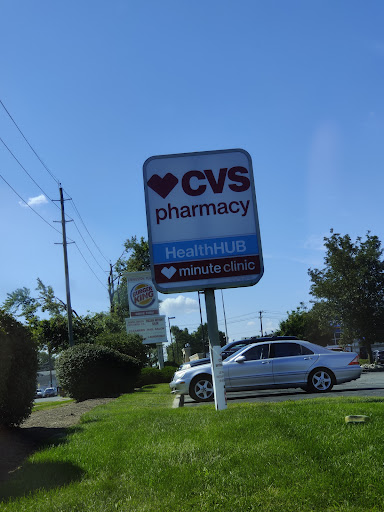 CVS
pharmacy
HealthHUB
minute clinic
BURGER
KING